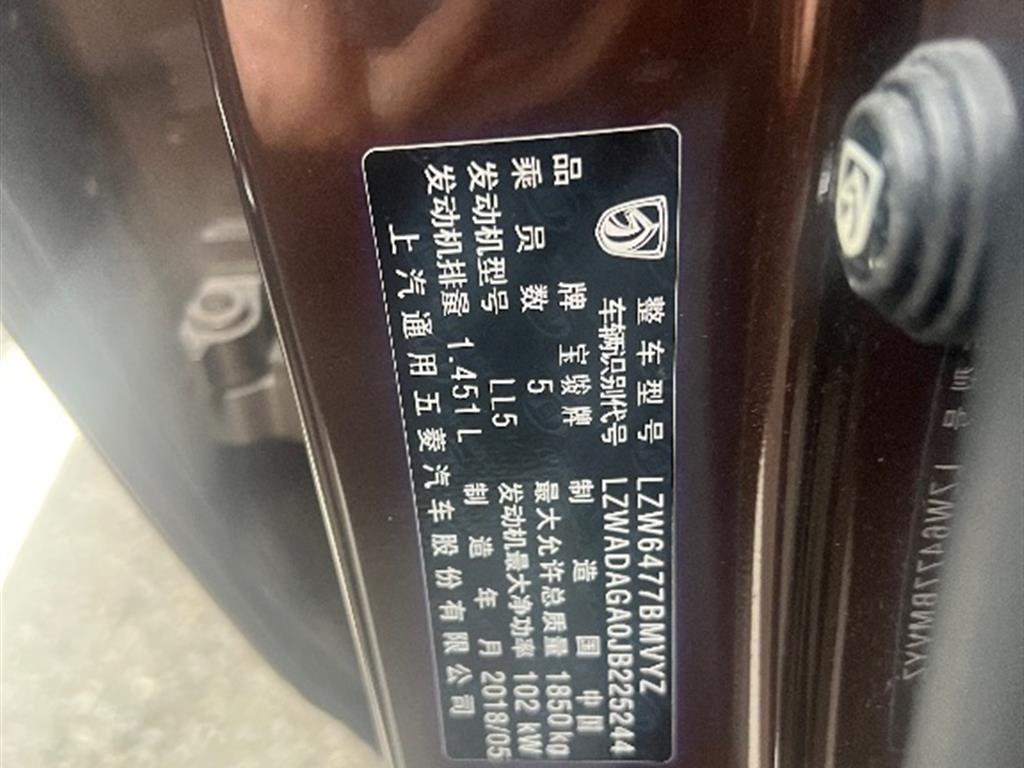 整车型号 LZW6477BMVYZ
车辆识别代号 LZWADAGA0JB225244
品牌 宝骏牌 制造国 中国
乘员数 5 最大允许总质量 1850kg
发动机型号 LL5 发动机最大净功率 102 kW
发动机排量 1.451L 制造年月 2018/05
上汽通用五菱汽车股份有限公司